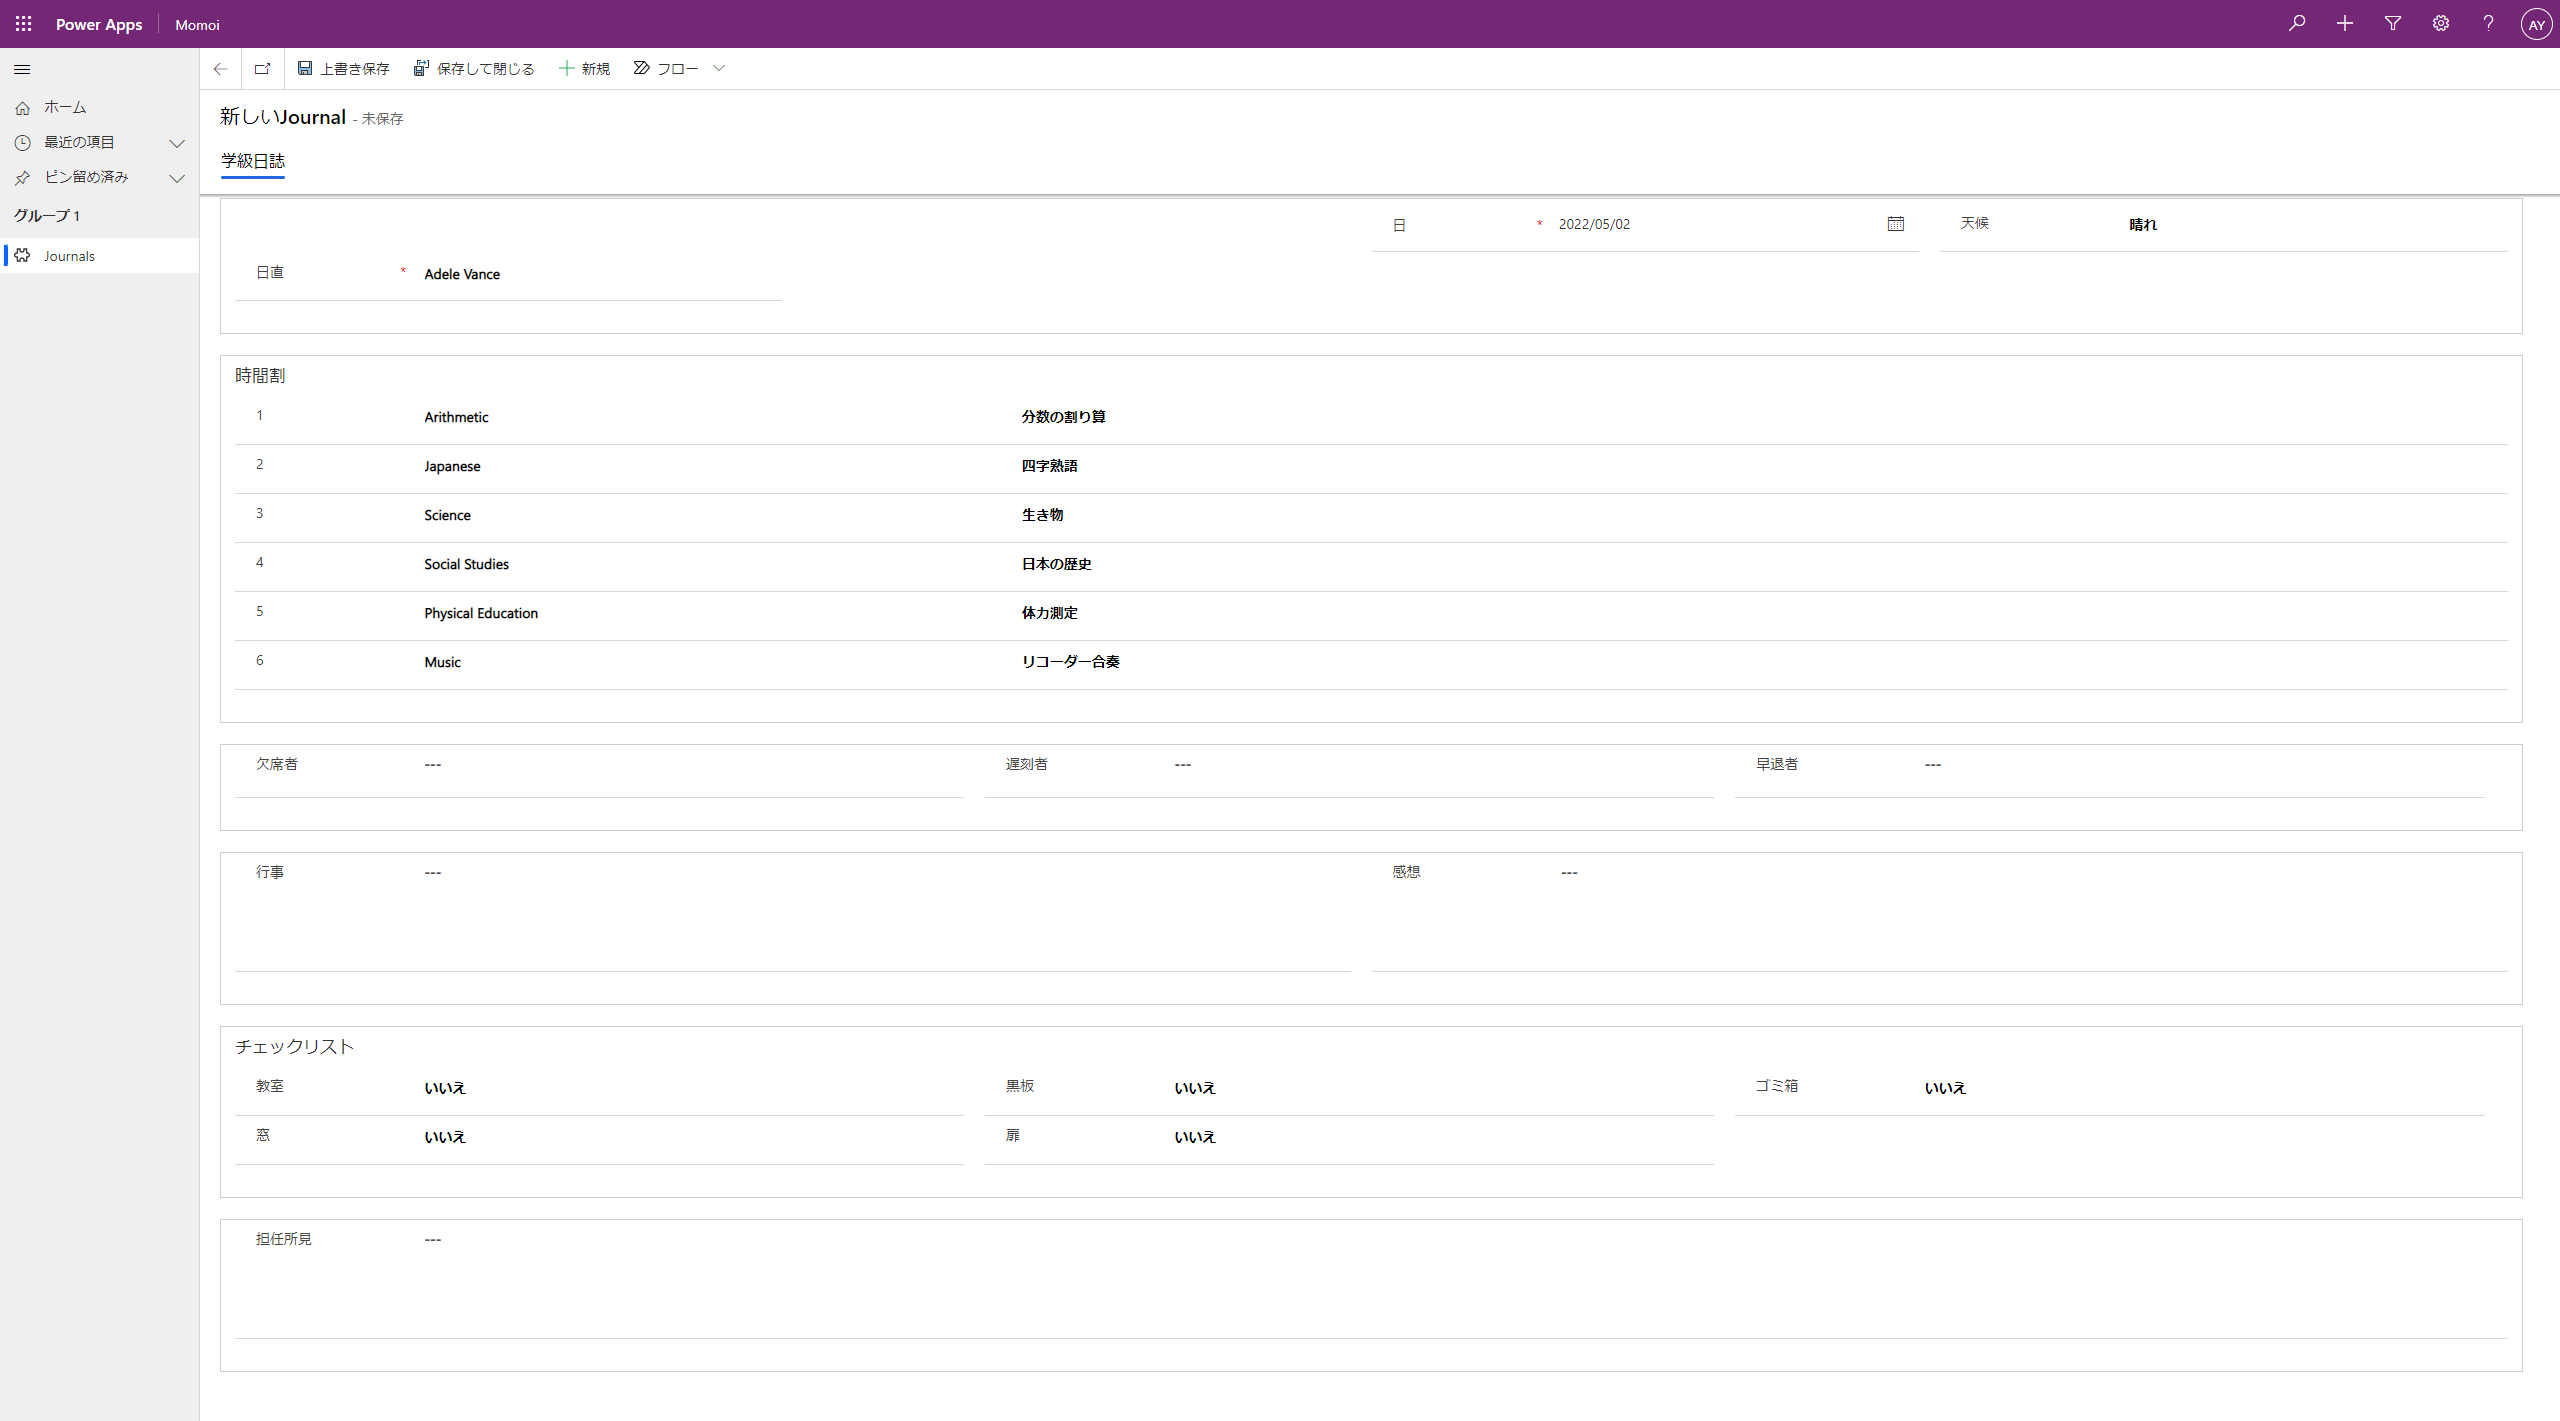 Power Apps Momoi AY
上書き保存 保存して閉じる 新規 フロー
ホーム
最近の項目
ピン留め済み
グループ 1
Journals
新しいJournal - 未保存
学級日誌
日 * 2022/05/02 天候 晴れ
日直 * Adele Vance
時間割
1 Arithmetic 分数の割り算
2 Japanese 四字熟語
3 Science 生き物
4 Social Studies 日本の歴史
5 Physical Education 体力測定
6 Music リコーダー合奏
欠席者 --- 遅刻者 --- 早退者 ---
行事 --- 感想 ---
チェックリスト
教室 いいえ 黒板 いいえ ゴミ箱 いいえ
窓 いいえ 扉 いいえ
担任所見 ---